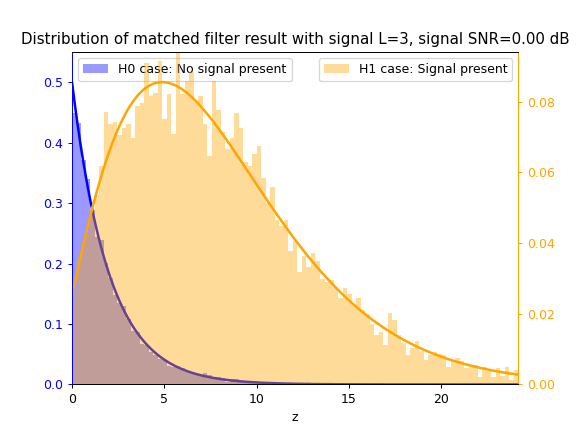 Distribution of matched filter result with signal L=3, signal SNR=0.00 dB
H0 case: No signal present
H1 case: Signal present
0.5
0.4
0.3
0.2
0.1
0.0
0.08
0.06
0.04
0.02
0.00
0 5 10 15 20
z